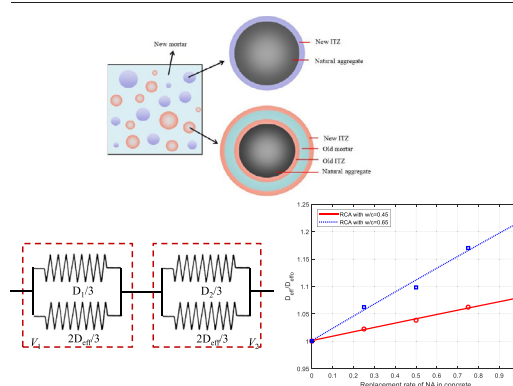 New mortar
New ITZ
Natural aggregate
New ITZ
Old mortar
Old ITZ
Natural aggregate
D1/3
2Deff/3
V1
D2/3
2Deff/3
V2
1.25
1.2
1.15
1.1
1.05
1
0.95
Deff/Deffo
RCA with w/c=0.45
RCA with w/c=0.65
0 0.1 0.2 0.3 0.4 0.5 0.6 0.7 0.8 0.9
Replanement rate of NA in concrete